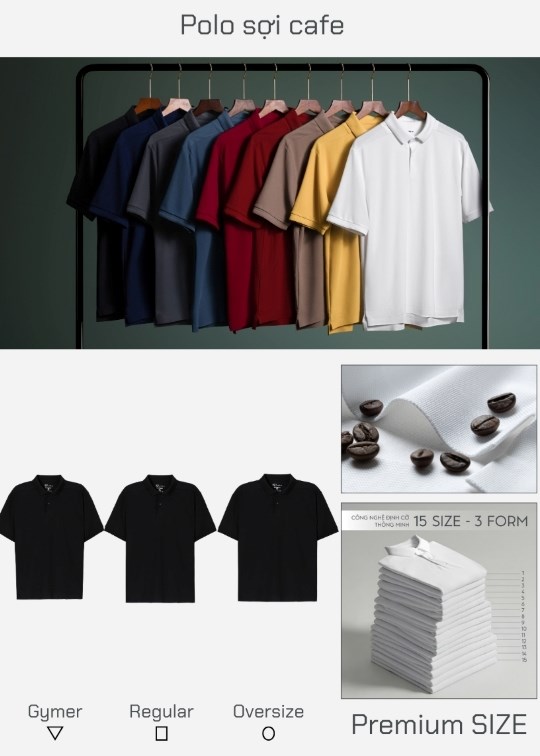 Polo sợi cafe
CÔNG NGHỆ ĐỊNH CỠ
THÔNG MINH
15 SIZE - 3 FORM
1
2
3
4
5
6
7
8
9
10
11
12
13
14
15
Gymer
Regular
Oversize
Premium SIZE